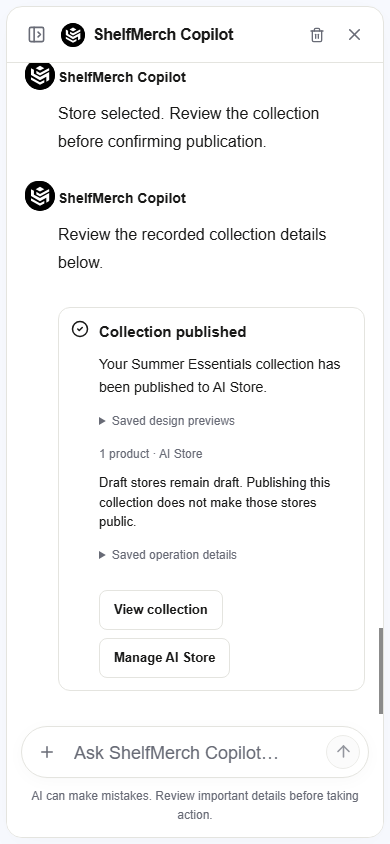 ShelfMerch Copilot
ShelfMerch Copilot
Store selected. Review the collection
before confirming publication.
ShelfMerch Copilot
Review the recorded collection details
below.
Collection published
Your Summer Essentials collection has
been published to AI Store.
Saved design previews
1 product · AI Store
Draft stores remain draft. Publishing this
collection does not make those stores
public.
Saved operation details
View collection
Manage AI Store
Ask ShelfMerch Copilot…
AI can make mistakes. Review important details before taking
action.